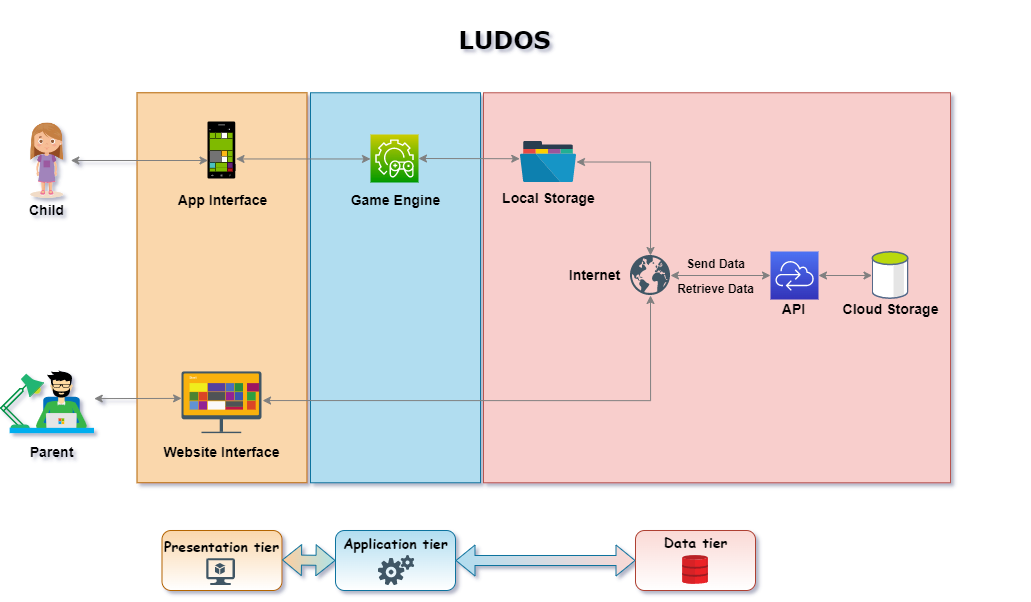 LUDOS
Child
App Interface
Game Engine
Local Storage
Internet
Send Data
Retrieve Data
API
Cloud Storage
Parent
Website Interface
Presentation tier
Application tier
Data tier